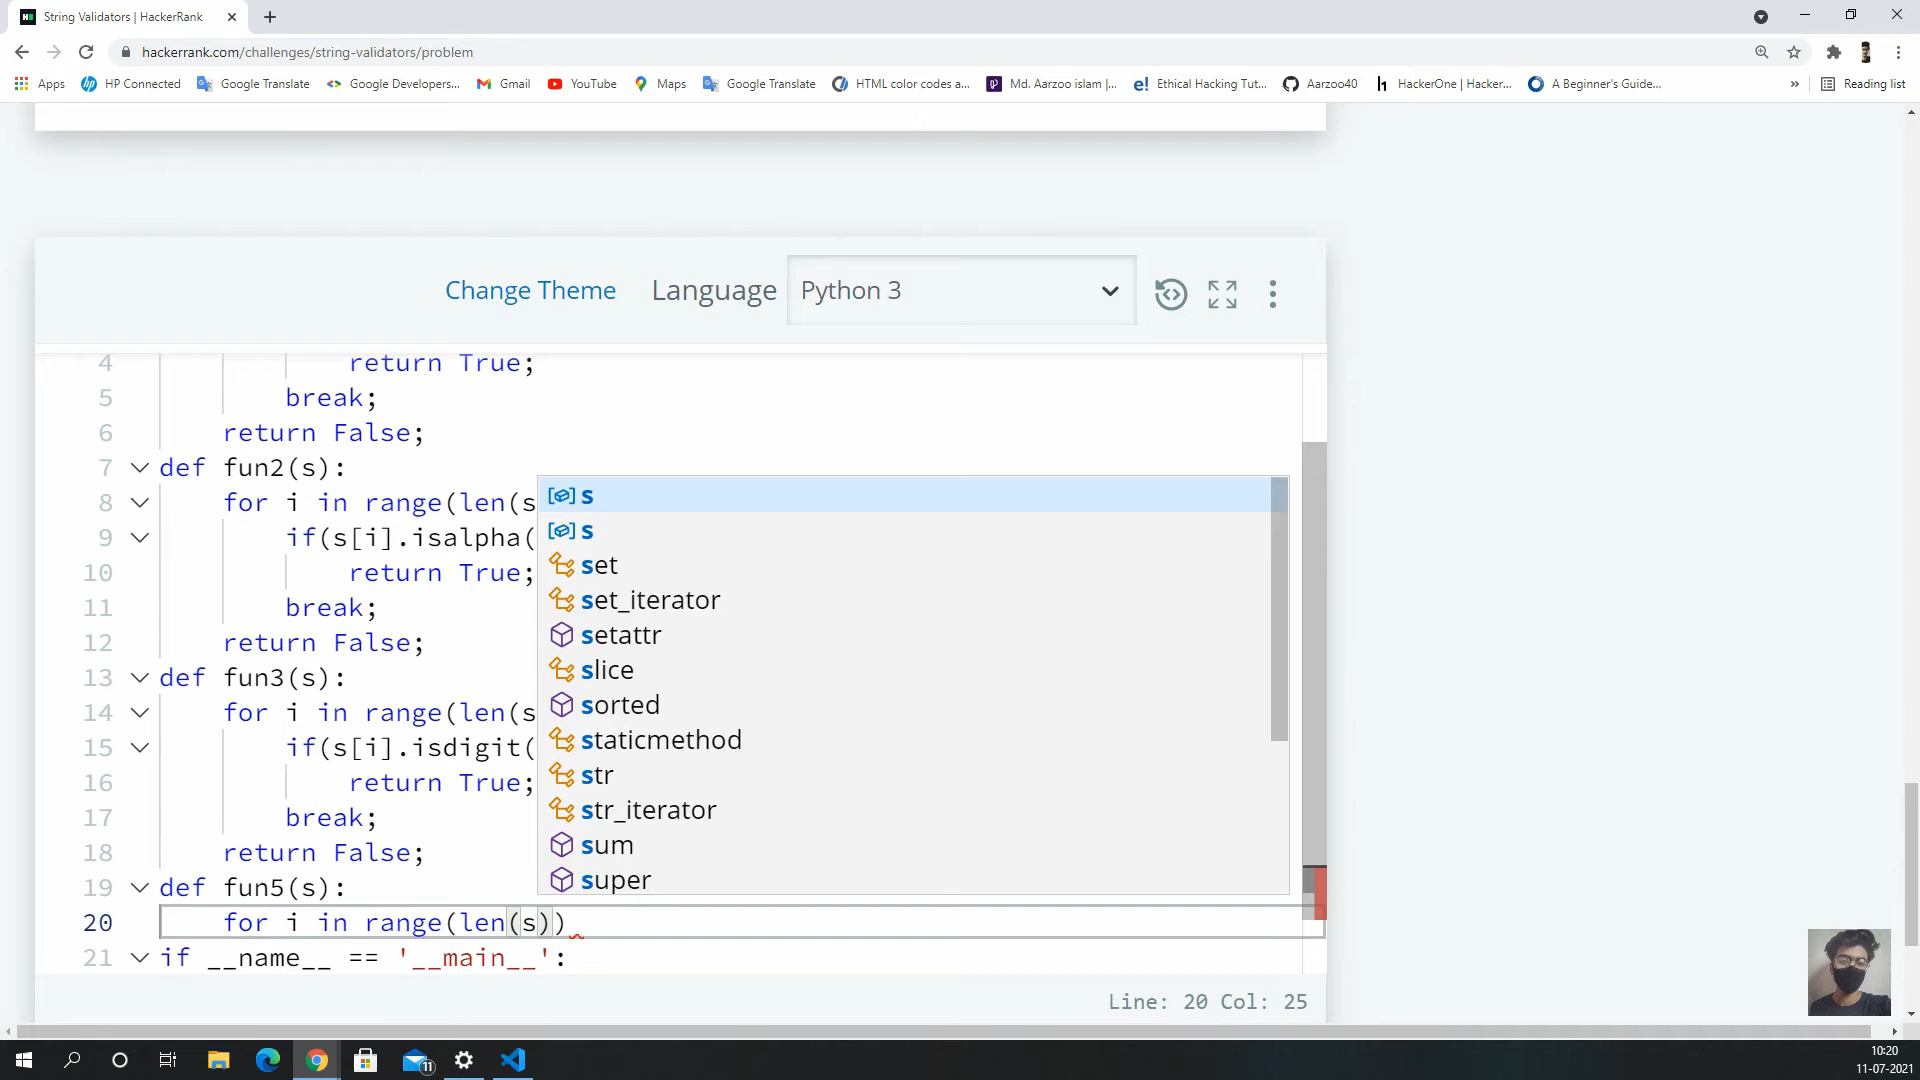 String Validators | HackerRank
hackerrank.com/challenges/string-validators/problem
Apps HP Connected Google Translate Google Developers... Gmail YouTube Maps Google Translate HTML color codes a... Md. Aarzoo islam |... Ethical Hacking Tut... Aarzoo40 HackerOne | Hacker... A Beginner's Guide... » Reading list
Change Theme Language Python 3
4 return True;
5 break;
6 return False;
7 def fun2(s):
8 for i in range(len(s
9 if(s[i].isalpha(
10 return True;
11 break;
12 return False;
13 def fun3(s):
14 for i in range(len(s
15 if(s[i].isdigit(
16 return True;
17 break;
18 return False;
19 def fun5(s):
20 for i in range(len(s))
21 if __name__ == '__main__':
s
s
set
set_iterator
setattr
slice
sorted
staticmethod
str
str_iterator
sum
super
Line: 20 Col: 25
11
10:20
11-07-2021